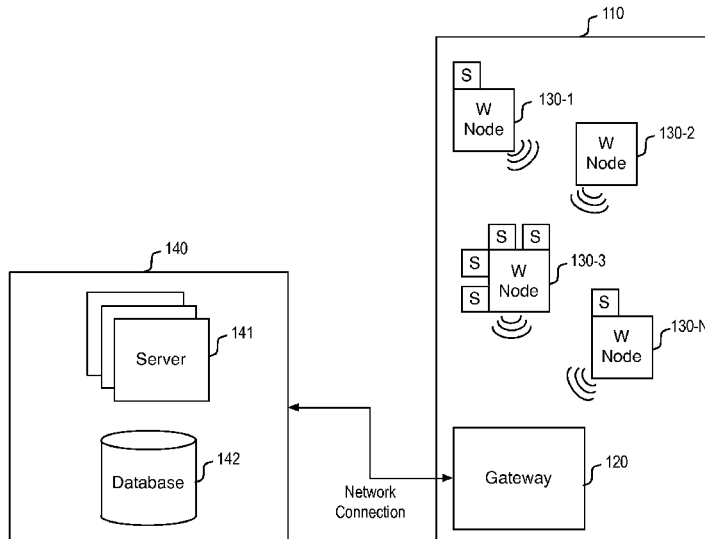 110
S
W
Node
130-1
W
Node
130-2
S
S
S
S
W
Node
130-3
S
W
Node
130-N
140
Server
141
Database
142
Network
Connection
Gateway
120